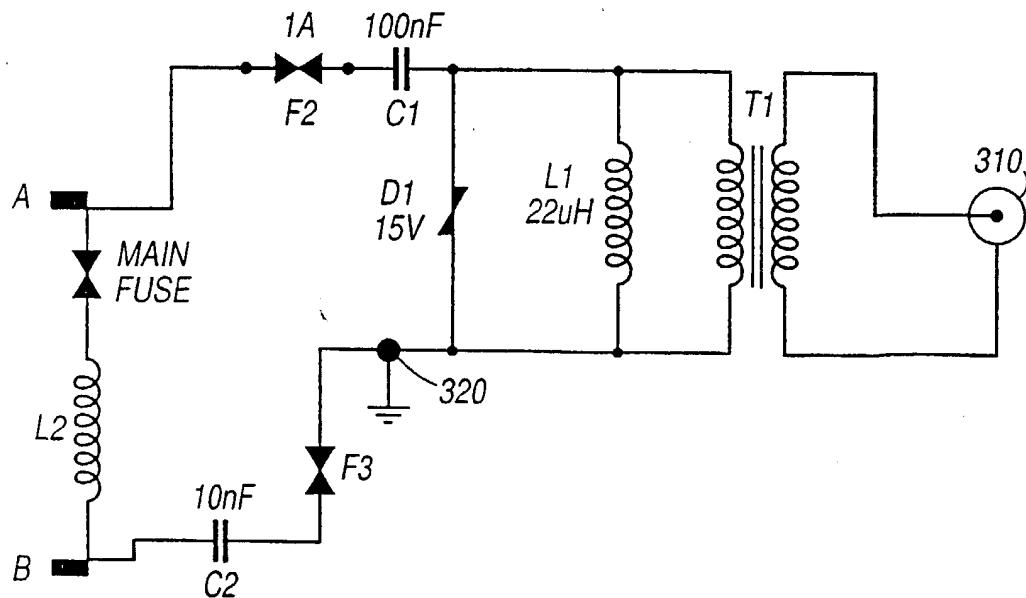 1A
100nF
F2
C1
T1
310
A
D1
15V
L1
22uH
MAIN
FUSE
320
L2
F3
10nF
B
C2